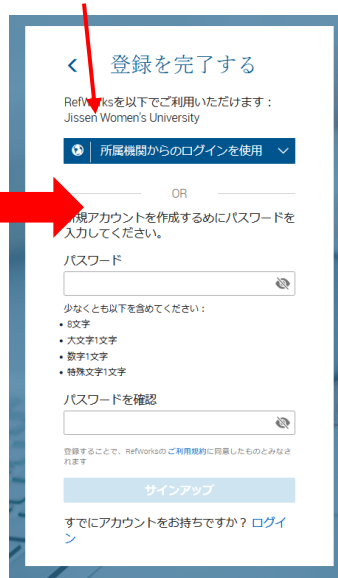 登録を完了する
RefWorksを以下でご利用いただけます：
Jissen Women's University
所属機関からのログインを使用
OR
規アカウントを作成するめにパスワードを
入力してください。
パスワード
少なくとも以下を含めてください：
• 8文字
• 大文字1文字
• 数字1文字
• 特殊文字1文字
パスワードを確認
登録することで、RefWorksのご利用規約に同意したものとみなさ
れます
サインアップ
すでにアカウントをお持ちですか？ ログイ
ン